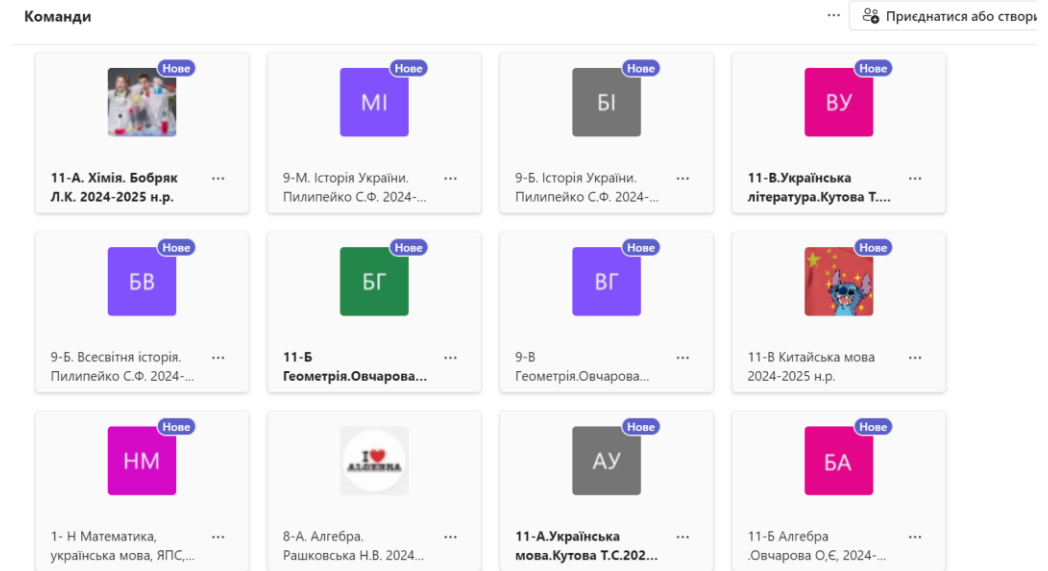 Команди
··· Приєднатися або створи
Нове
Нове
Нове
Нове
МІ
БІ
ВУ
11-А. Хімія. Бобряк
Л.К. 2024-2025 н.р.
9-М. Історія України.
Пилипейко С.Ф. 2024-...
9-Б. Історія України.
Пилипейко С.Ф. 2024-...
11-В.Українська
література.Кутова Т....
Нове
Нове
Нове
Нове
БВ
БГ
ВГ
9-Б. Всесвітня історія.
Пилипейко С.Ф. 2024-...
11-Б
Геометрія.Овчарова...
9-В
Геометрія.Овчарова...
11-В Китайська мова
2024-2025 н.р.
Нове
Нове
Нове
НМ
I
ALGEBRA
АУ
БА
1- Н Математика,
українська мова, ЯПС,...
8-А. Алгебра.
Рашковська Н.В. 2024...
11-А.Українська
мова.Кутова Т.С.202...
11-Б Алгебра
.Овчарова О,Є, 2024-...